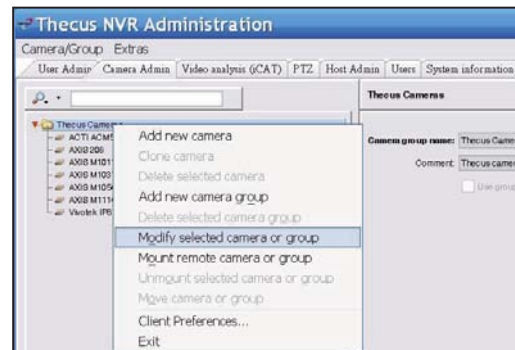 Thecus NVR Administration
Camera/Group Extras
User Admin Camera Admin Video analysis (iCAT) PTZ Host Admin Users System information
Thecus Cameras
Thecus Camera
ACTI ACM5
AXIS 206
AXIS M101
AXIS M103
AXIS M105
AXIS M111
Vivotek IP8
Add new camera
Clone camera
Delete selected camera
Add new camera group
Delete selected camera group
Modify selected camera or group
Mount remote camera or group
Unmount selected camera or group
Move camera or group
Client Preferences...
Exit
Camera group name: Thecus Came
Comment: Thecus camer
Use group